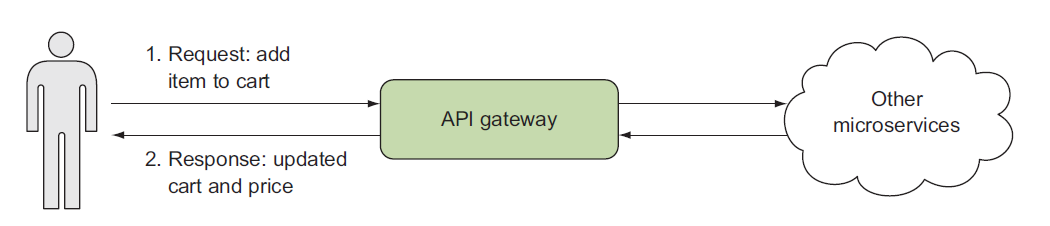 1. Request: add
item to cart
API gateway
2. Response: updated
cart and price
Other
microservices